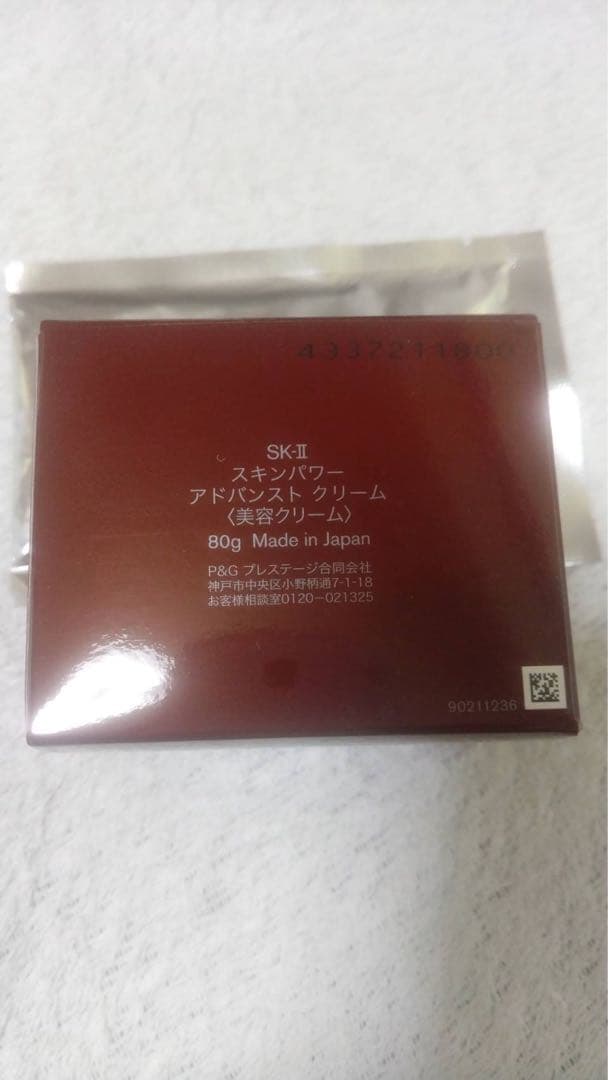 4337211800
SK-II
スキンパワー
アドバンスト クリーム
〈美容クリーム〉
80g Made in Japan
P&G プレステージ合同会社
神戸市中央区小野柄通7-1-18
お客様相談室0120-021325
90211236